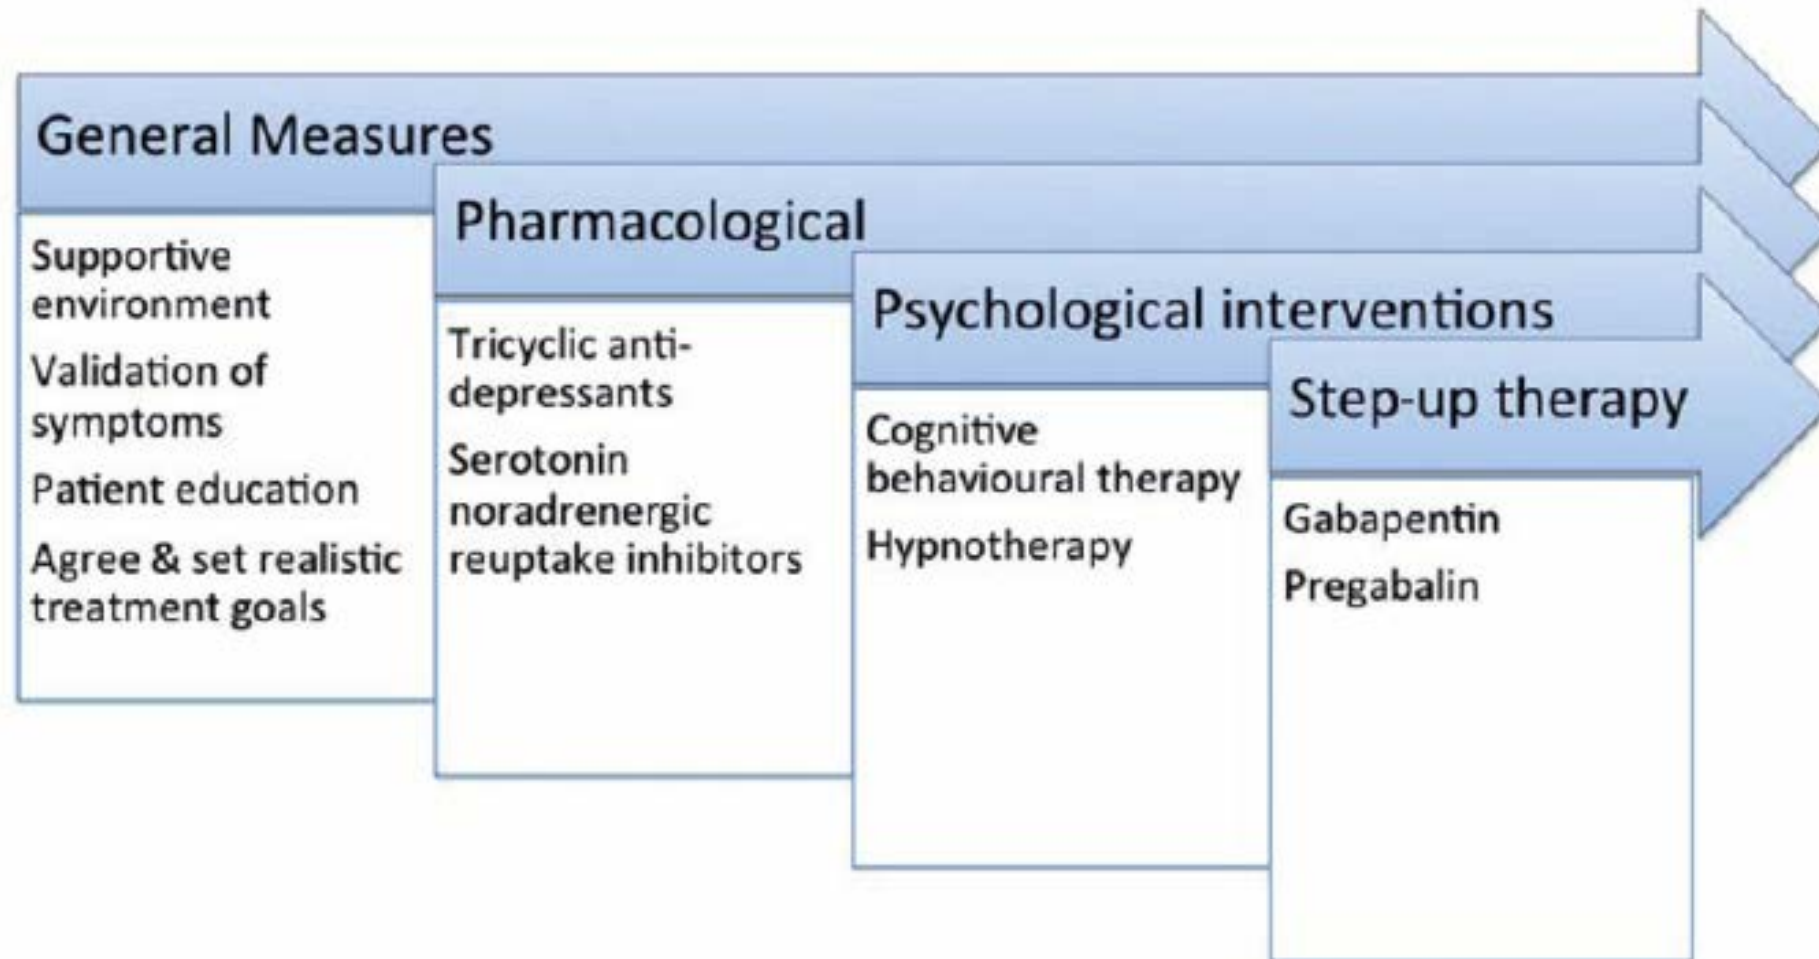 General Measures
Supportive
environment
Validation of
symptoms
Patient education
Agree & set realistic
treatment goals
Pharmacological
Tricyclic anti-
depressants
Serotonin
noradrenergic
reuptake inhibitors
Psychological interventions
Cognitive
behavioural therapy
Hypnotherapy
Step-up therapy
Gabapentin
Pregabalin